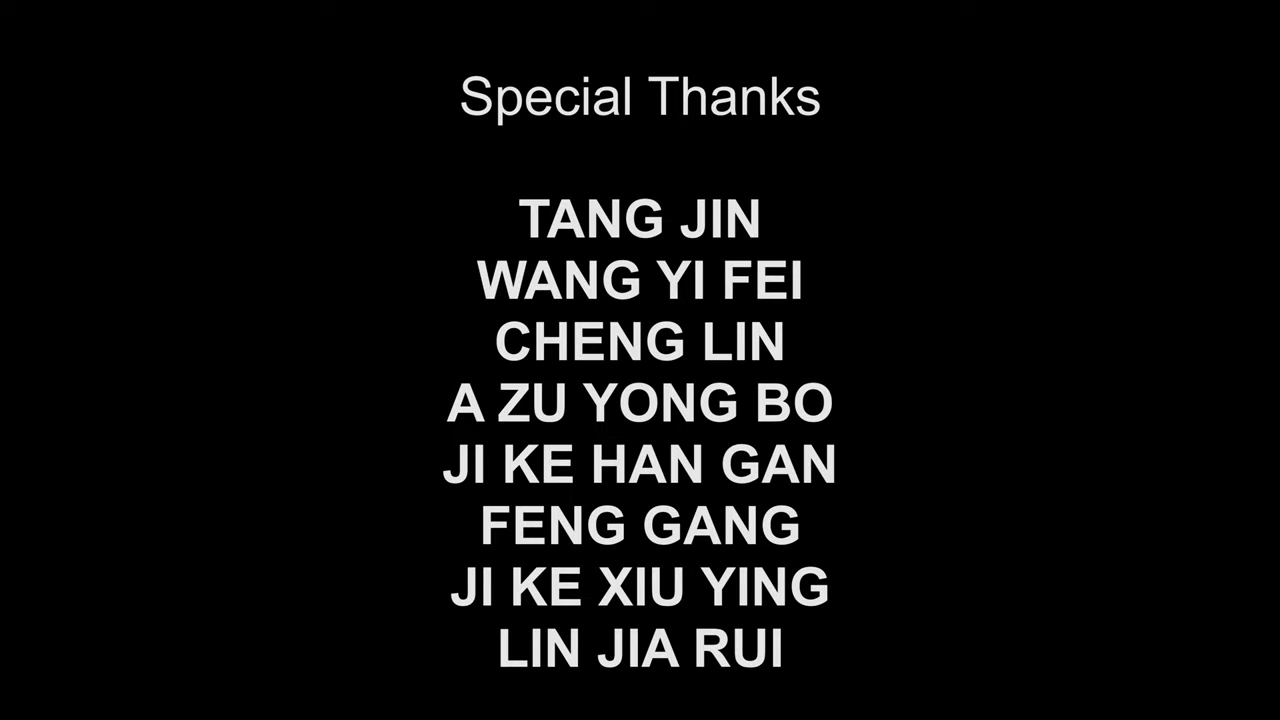 Special Thanks
TANG JIN
WANG YI FEI
CHENG LIN
A ZU YONG BO
JI KE HAN GAN
FENG GANG
JI KE XIU YING
LIN JIA RUI